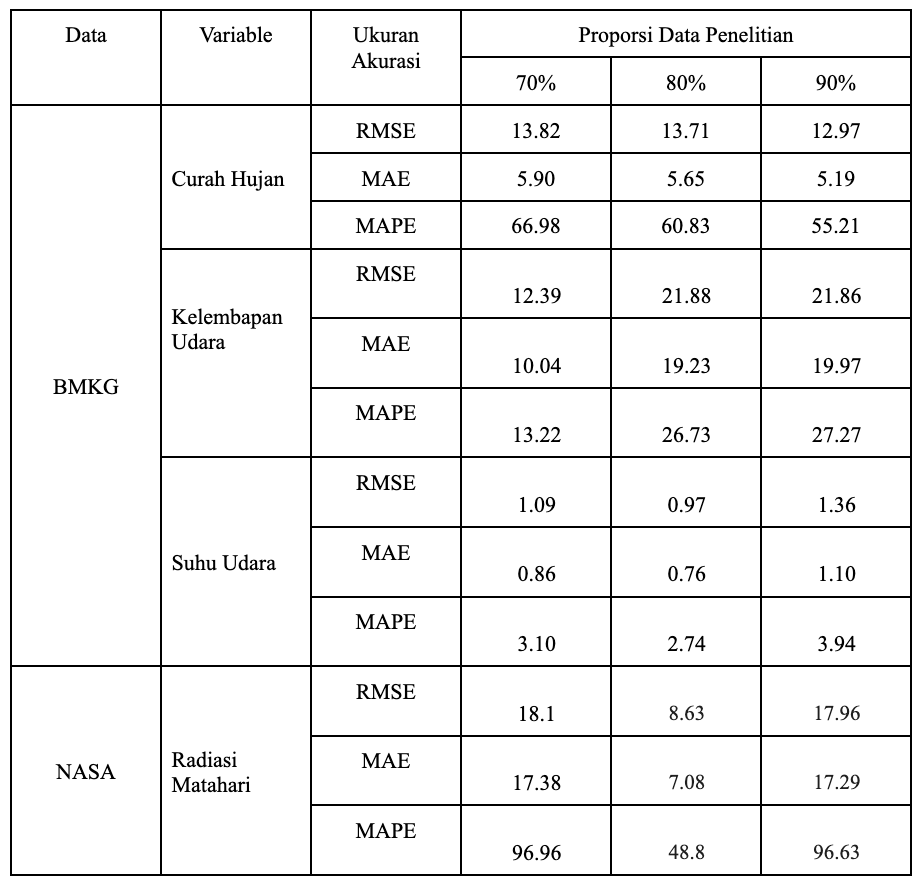 Data Variable Ukuran Akurasi Proporsi Data Penelitian
70% 80% 90%
BMKG Curah Hujan RMSE 13.82 13.71 12.97
MAE 5.90 5.65 5.19
MAPE 66.98 60.83 55.21
Kelembapan Udara RMSE 12.39 21.88 21.86
MAE 10.04 19.23 19.97
MAPE 13.22 26.73 27.27
Suhu Udara RMSE 1.09 0.97 1.36
MAE 0.86 0.76 1.10
MAPE 3.10 2.74 3.94
NASA Radiasi Matahari RMSE 18.1 8.63 17.96
MAE 17.38 7.08 17.29
MAPE 96.96 48.8 96.63